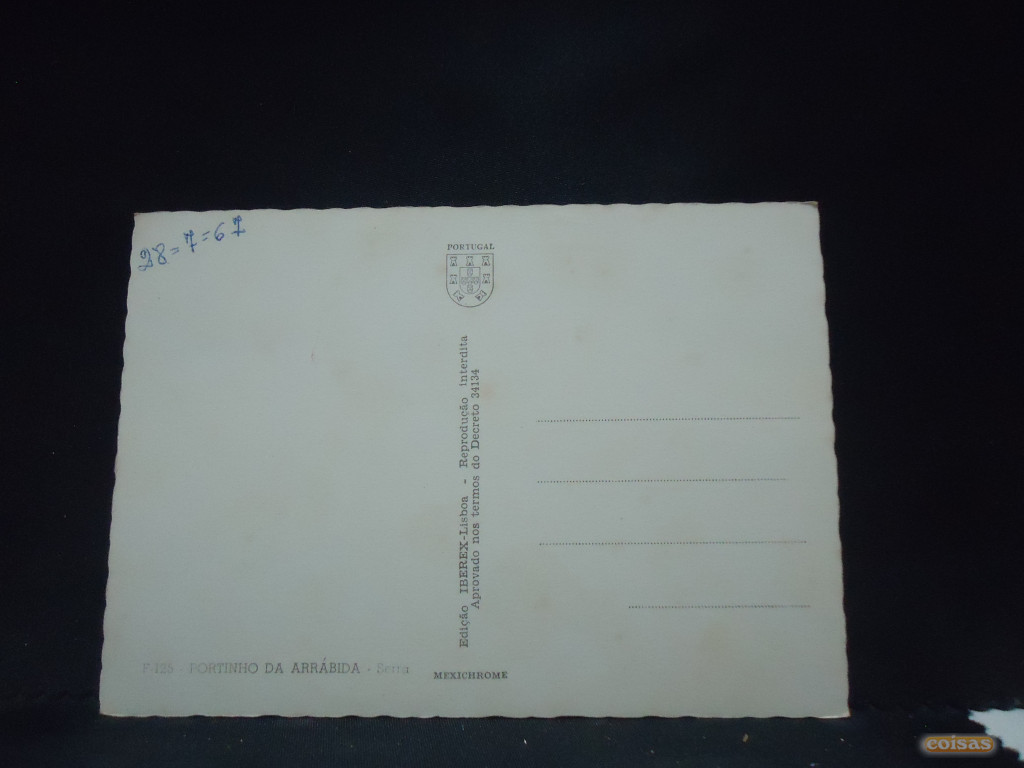 28=7=67
PORTUGAL
Edição IBEREX-Lisboa - Reprodução interdita
Aprovado nos termos do Decreto 34134
F-125 PORTINHO DA ARRÁBIDA - Serra
MEXICHROME
coisas